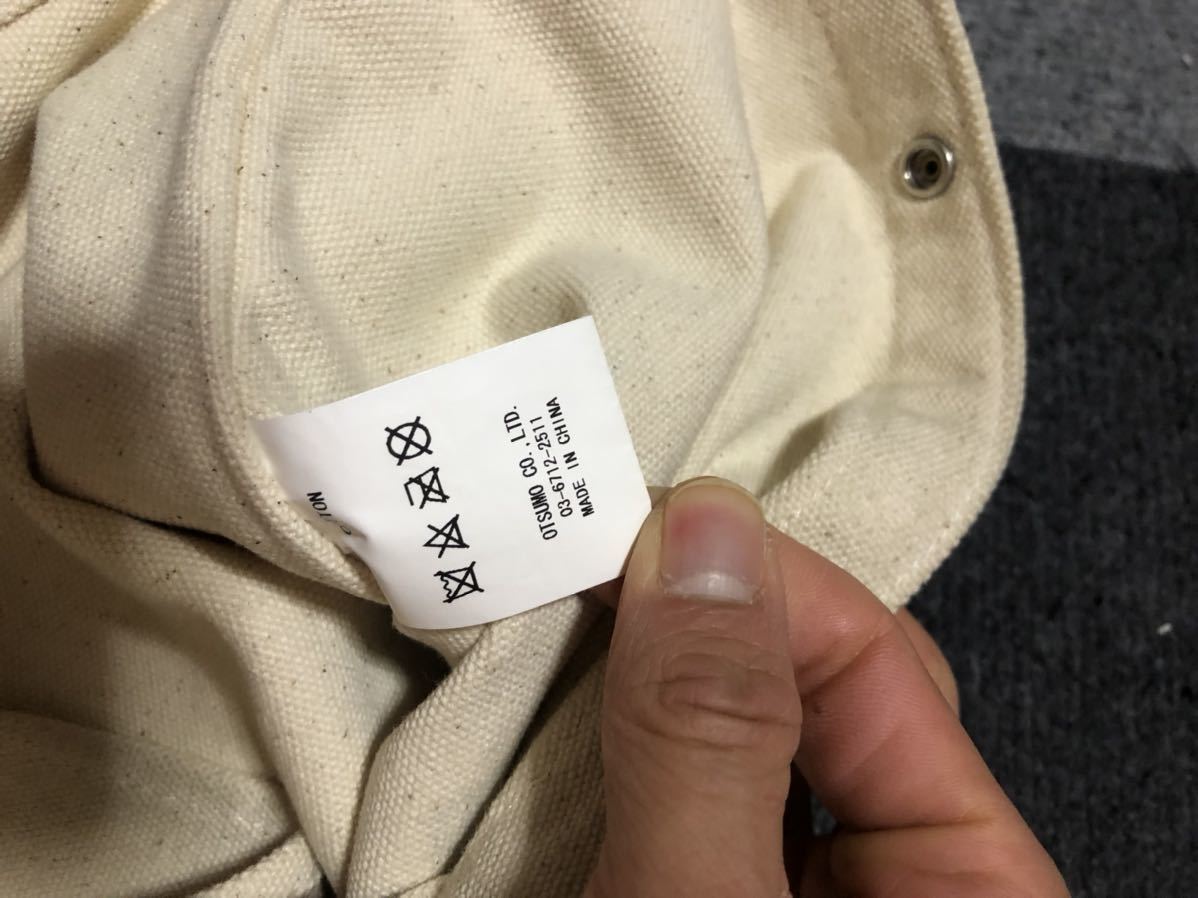 OTSUMO CO.,LTD.
03-6712-2511
MADE IN CHINA